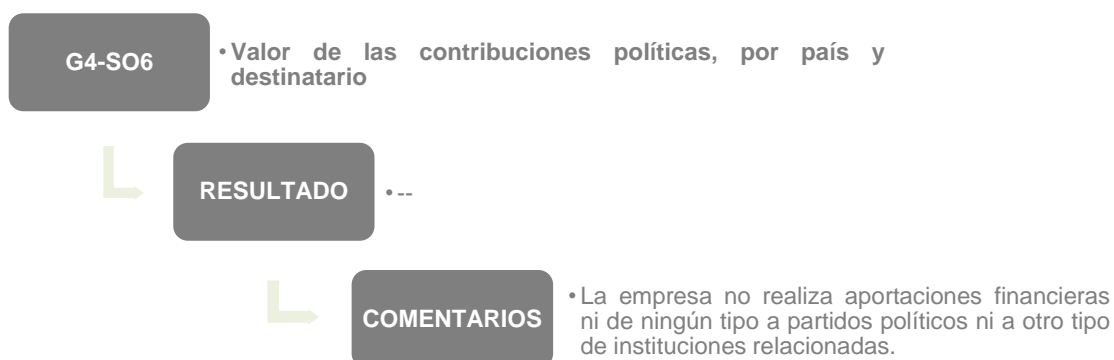 G4-SO6
• Valor de las contribuciones políticas, por país y
destinatario
RESULTADO
• --
COMENTARIOS
• La empresa no realiza aportaciones financieras
ni de ningún tipo a partidos políticos ni a otro tipo
de instituciones relacionadas.